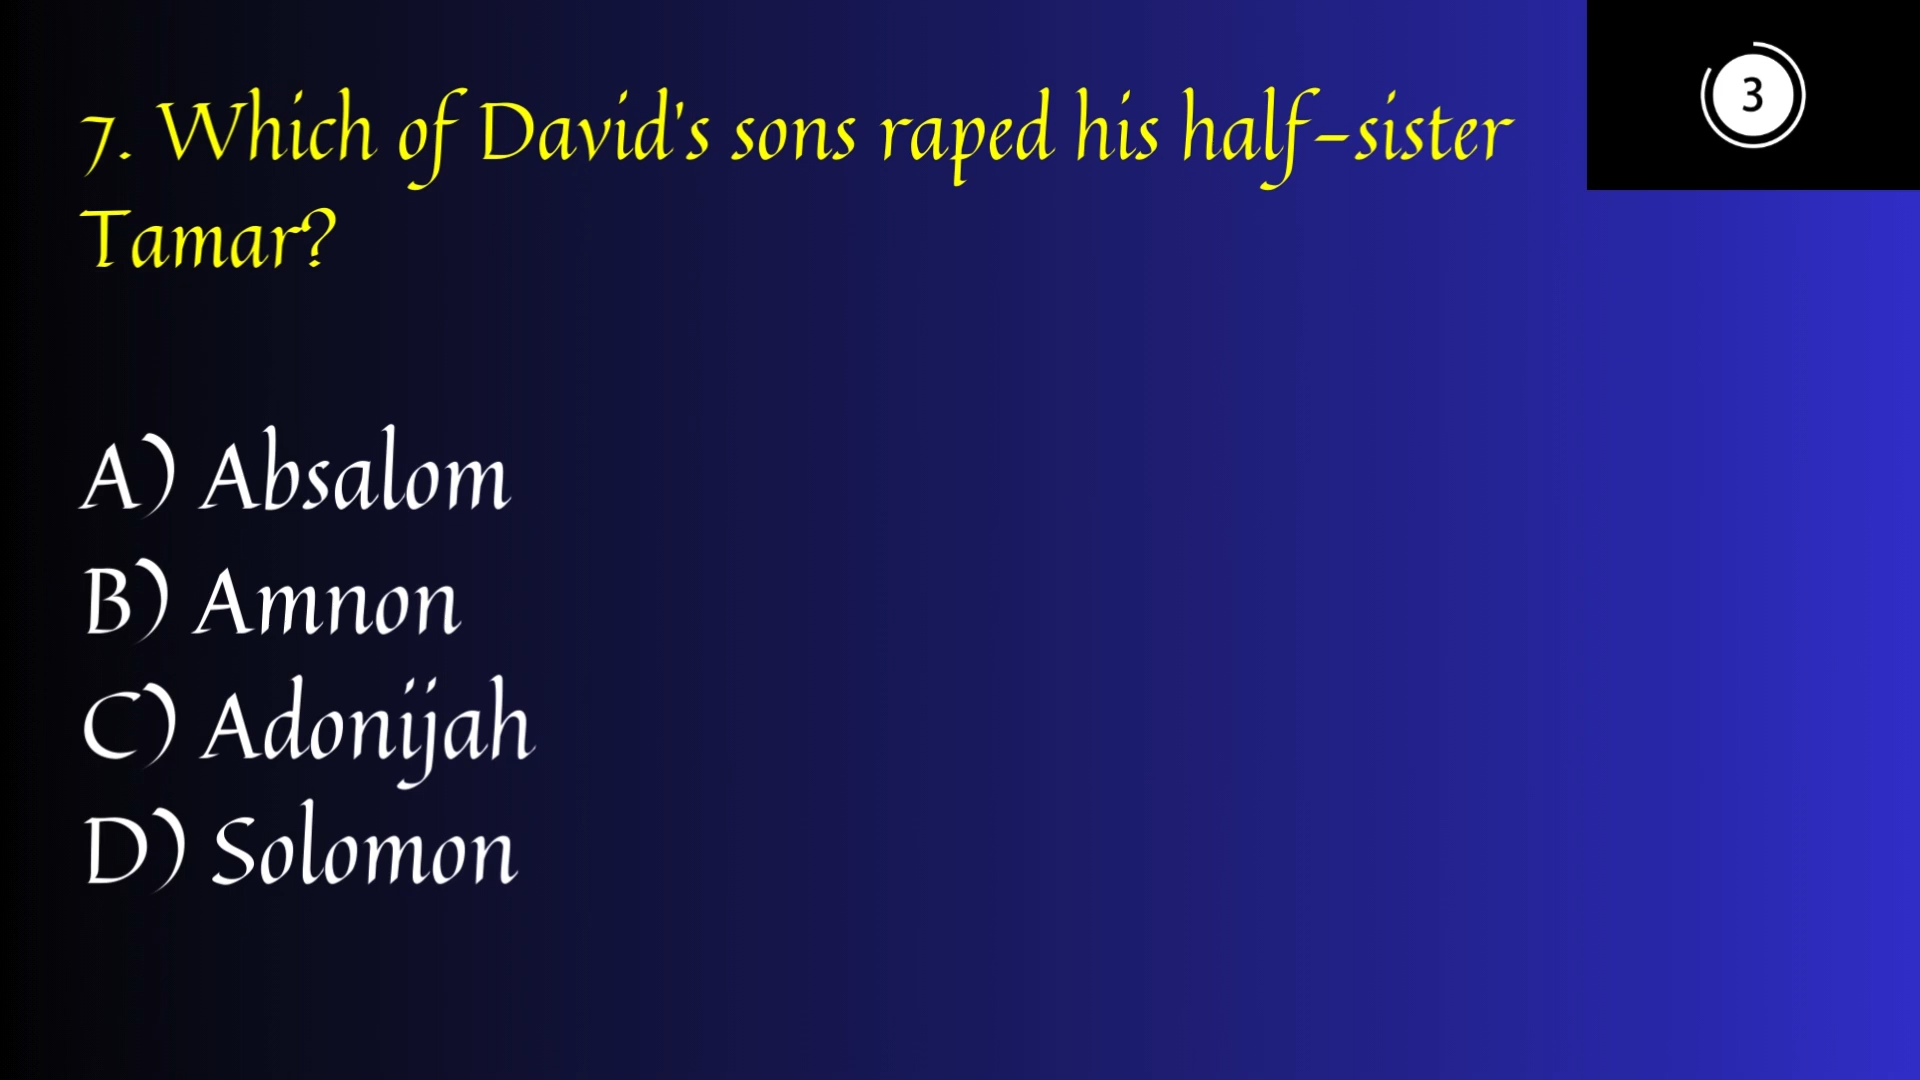 7. Which of David's sons raped his half-sister
Tamar?
3
A) Absalom
B) Amnon
C) Adonijah
D) Solomon